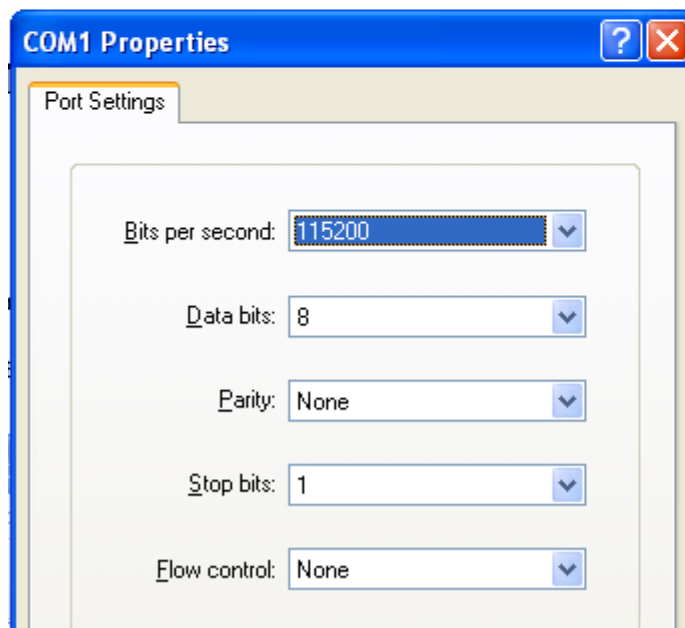 COM1 Properties
Port Settings
Bits per second: 115200
Data bits: 8
Parity: None
Stop bits: 1
Flow control: None